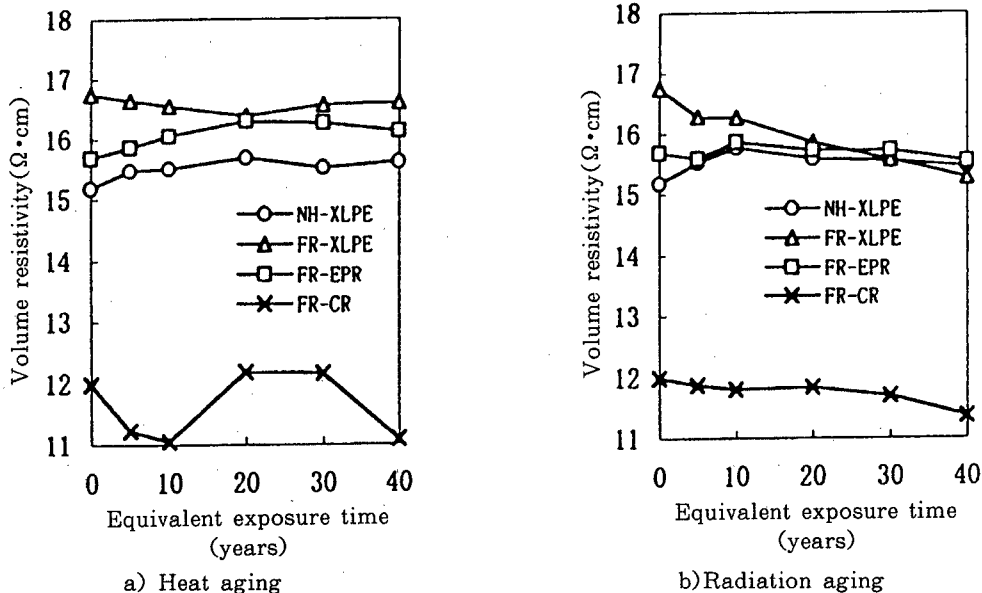 18
17
16
15
14
13
12
11
Volume resistivity(Ω•cm)
NH-XLPE
FR-XLPE
FR-EPR
FR-CR
0 5 10 20 30 40
Equivalent exposure time
(years)
a) Heat aging
18
17
16
15
14
13
12
11
Volume resistivity(Ω•cm)
NH-XLPE
FR-XLPE
FR-EPR
FR-CR
0 5 10 20 30 40
Equivalent exposure time
(years)
b)Radiation aging